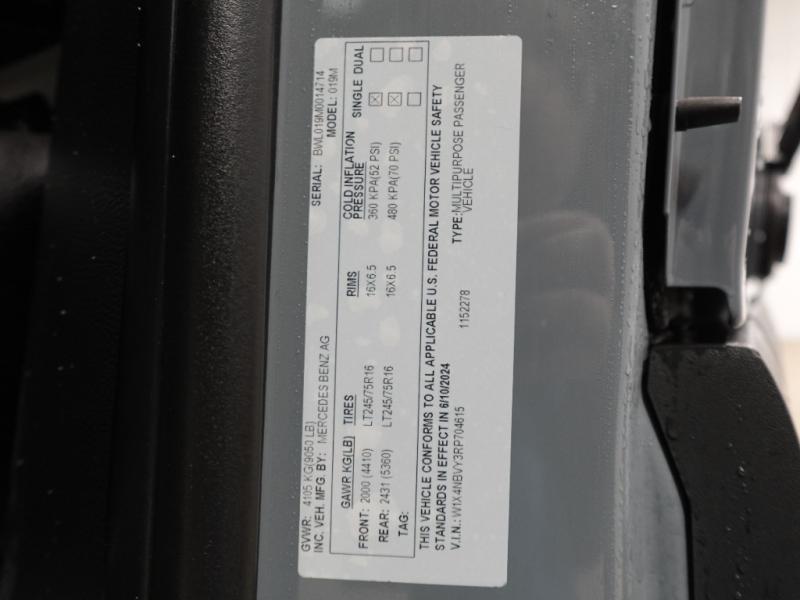 GVWR: 4105 KG(9050 LB) SERIAL: BWL019M0014714
INC. VEH. MFG. BY: MERCEDES BENZ AG MODEL: 019M
GAWR KG(LB) TIRES RIMS COLD INFLATION PRESSURE SINGLE DUAL
FRONT: 2000 (4410) LT245/75R16 16X6.5 360 KPA(52 PSI) ☒ ☐
REAR: 2431 (5360) LT245/75R16 16X6.5 480 KPA(70 PSI) ☒ ☐
TAG: ☐ ☐
THIS VEHICLE CONFORMS TO ALL APPLICABLE U.S. FEDERAL MOTOR VEHICLE SAFETY
STANDARDS IN EFFECT IN 6/10/2024
V.I.N.: W1X4NBVY3RP704615 1152278 TYPE:MULTIPURPOSE PASSENGER
VEHICLE